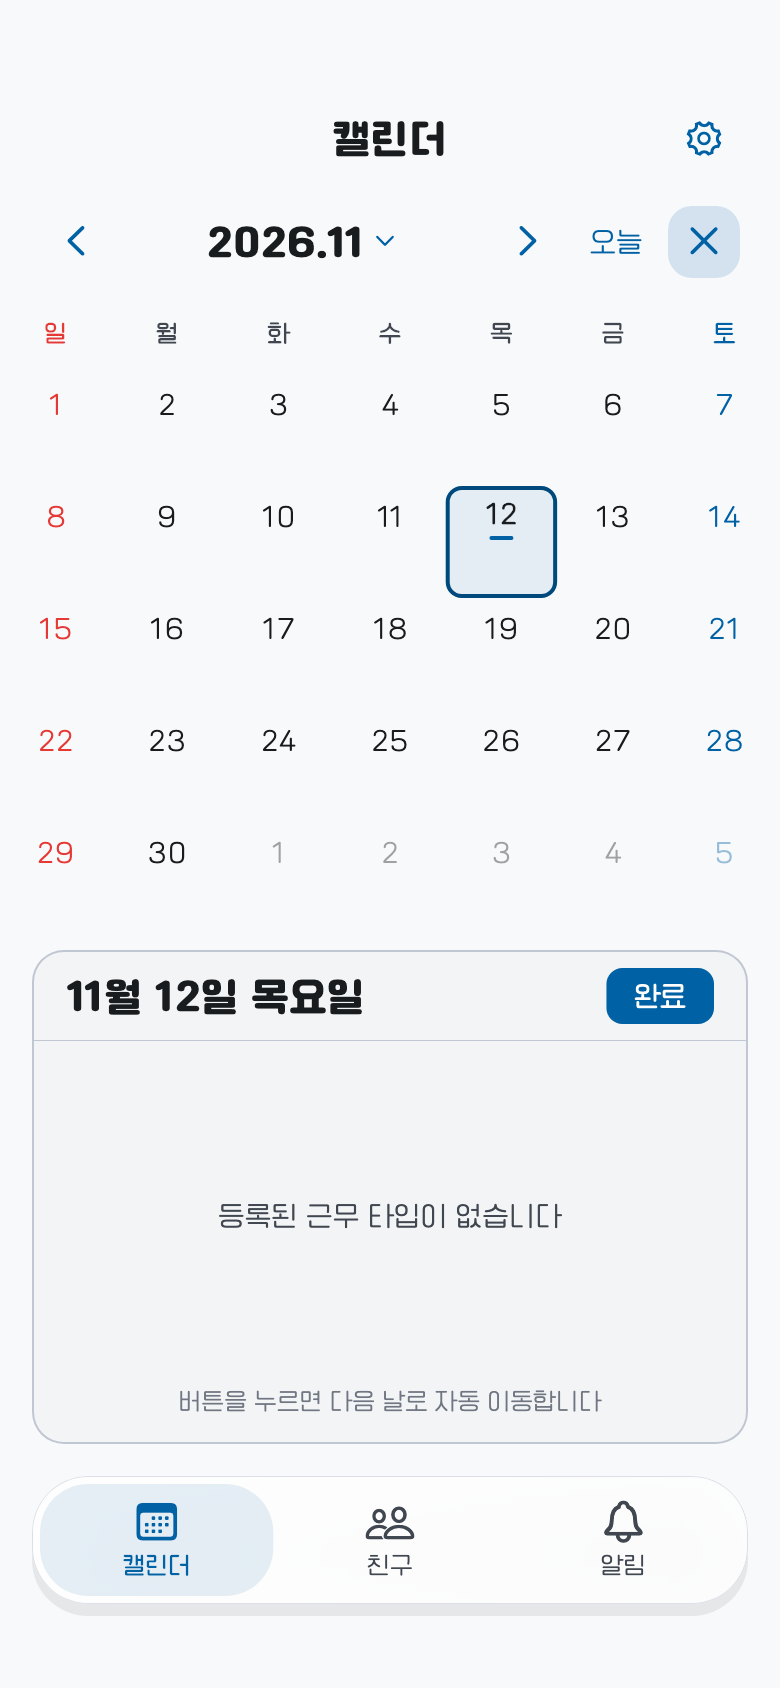 캘린더
2026.11
오늘
일 월 화 수 목 금 토
1 2 3 4 5 6 7
8 9 10 11 12 13 14
15 16 17 18 19 20 21
22 23 24 25 26 27 28
29 30 1 2 3 4 5
11월 12일 목요일
완료
등록된 근무 타입이 없습니다
버튼을 누르면 다음 날로 자동 이동합니다
캘린더 친구 알림